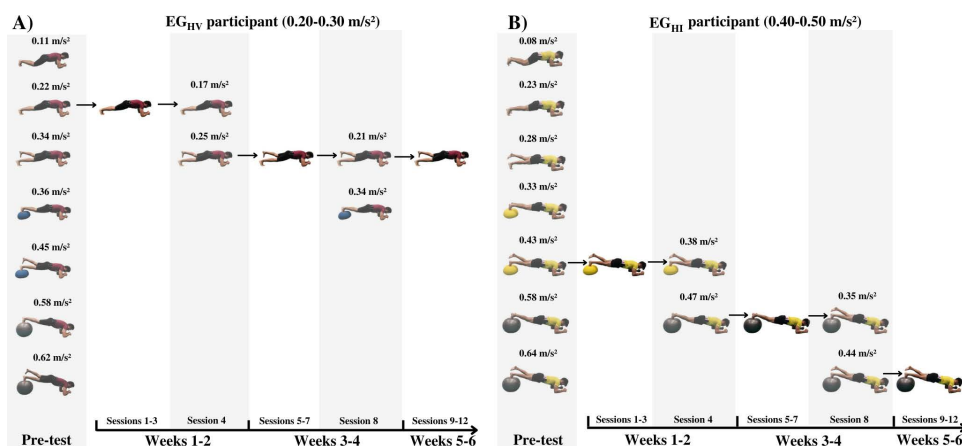 A)
EG_HV participant (0.20-0.30 m/s²)
0.11 m/s²
0.22 m/s²
0.17 m/s²
0.34 m/s²
0.25 m/s²
0.21 m/s²
0.36 m/s²
0.34 m/s²
0.45 m/s²
0.58 m/s²
0.62 m/s²
Sessions 1-3
Session 4
Sessions 5-7
Session 8
Sessions 9-12
Pre-test
Weeks 1-2
Weeks 3-4
Weeks 5-6
B)
EG_HI participant (0.40-0.50 m/s²)
0.08 m/s²
0.23 m/s²
0.28 m/s²
0.33 m/s²
0.43 m/s²
0.38 m/s²
0.58 m/s²
0.47 m/s²
0.35 m/s²
0.64 m/s²
0.44 m/s²
Sessions 1-3
Session 4
Sessions 5-7
Session 8
Sessions 9-12
Pre-test
Weeks 1-2
Weeks 3-4
Weeks 5-6